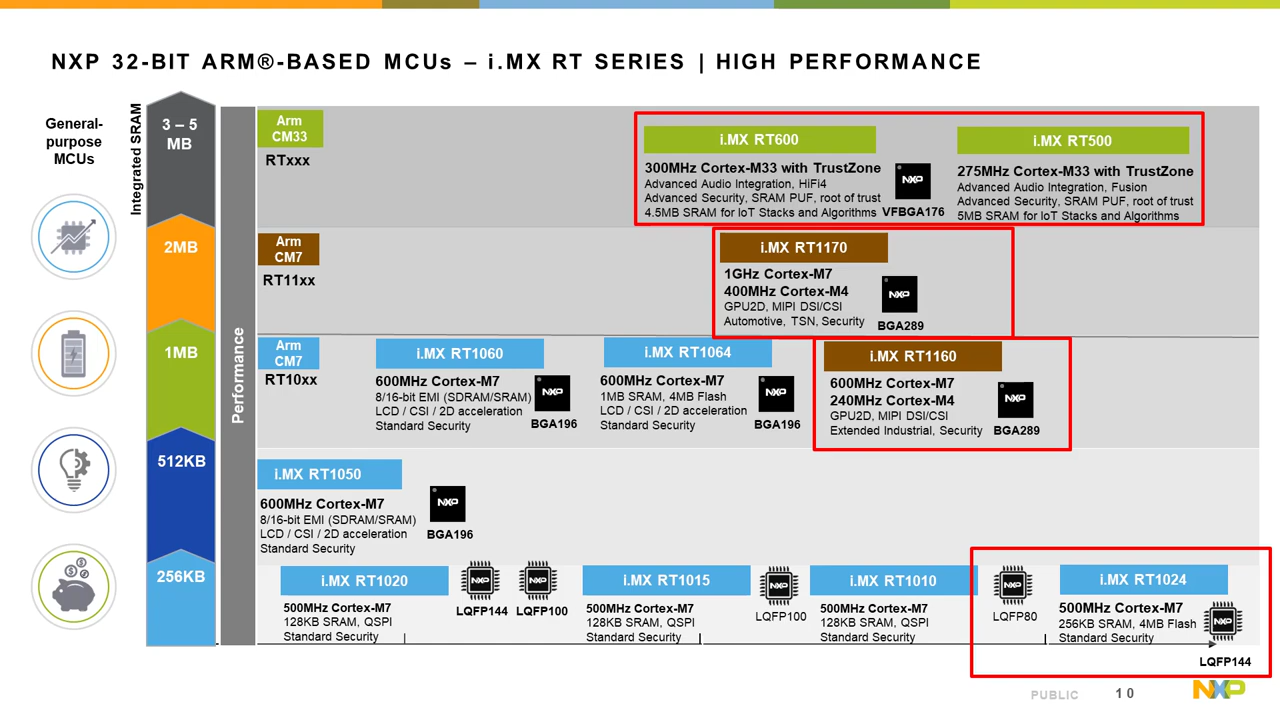 NXP 32-BIT ARM®-BASED MCUs – i.MX RT SERIES | HIGH PERFORMANCE
General-
purpose
MCUs
Integrated SRAM
3 – 5
MB
2MB
1MB
512KB
256KB
Performance
Arm
CM33
RTxxx
i.MX RT600
300MHz Cortex-M33 with TrustZone
Advanced Audio Integration, HiFi4
Advanced Security, SRAM PUF, root of trust
4.5MB SRAM for IoT Stacks and Algorithms
NXP
VFBGA176
i.MX RT500
275MHz Cortex-M33 with TrustZone
Advanced Audio Integration, Fusion
Advanced Security, SRAM PUF, root of trust
5MB SRAM for IoT Stacks and Algorithms
Arm
CM7
RT11xx
i.MX RT1170
1GHz Cortex-M7
400MHz Cortex-M4
GPU2D, MIPI DSI/CSI
Automotive, TSN, Security
NXP
BGA289
Arm
CM7
RT10xx
i.MX RT1060
600MHz Cortex-M7
8/16-bit EMI (SDRAM/SRAM)
LCD / CSI / 2D acceleration
Standard Security
NXP
BGA196
i.MX RT1064
600MHz Cortex-M7
1MB SRAM, 4MB Flash
LCD / CSI / 2D acceleration
Standard Security
NXP
BGA196
i.MX RT1160
600MHz Cortex-M7
240MHz Cortex-M4
GPU2D, MIPI DSI/CSI
Extended Industrial, Security
NXP
BGA289
i.MX RT1050
600MHz Cortex-M7
8/16-bit EMI (SDRAM/SRAM)
LCD / CSI / 2D acceleration
Standard Security
NXP
BGA196
i.MX RT1020
500MHz Cortex-M7
128KB SRAM, QSPI
Standard Security
NXP
LQFP144
NXP
LQFP100
i.MX RT1015
500MHz Cortex-M7
128KB SRAM, QSPI
Standard Security
NXP
LQFP100
i.MX RT1010
500MHz Cortex-M7
128KB SRAM, QSPI
Standard Security
NXP
LQFP80
i.MX RT1024
500MHz Cortex-M7
256KB SRAM, 4MB Flash
Standard Security
NXP
LQFP144
PUBLIC
10
NXP